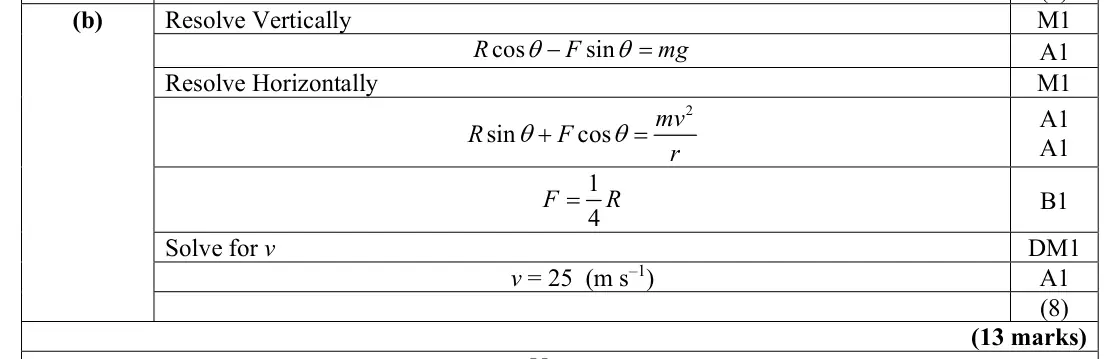 (b) Resolve Vertically M1
R cos θ − F sin θ = mg A1
Resolve Horizontally M1
R sin θ + F cos θ = mv²/r A1
A1
F = 1/4 R B1
Solve for v DM1
v = 25 (m s⁻¹) A1
(8)
(13 marks)